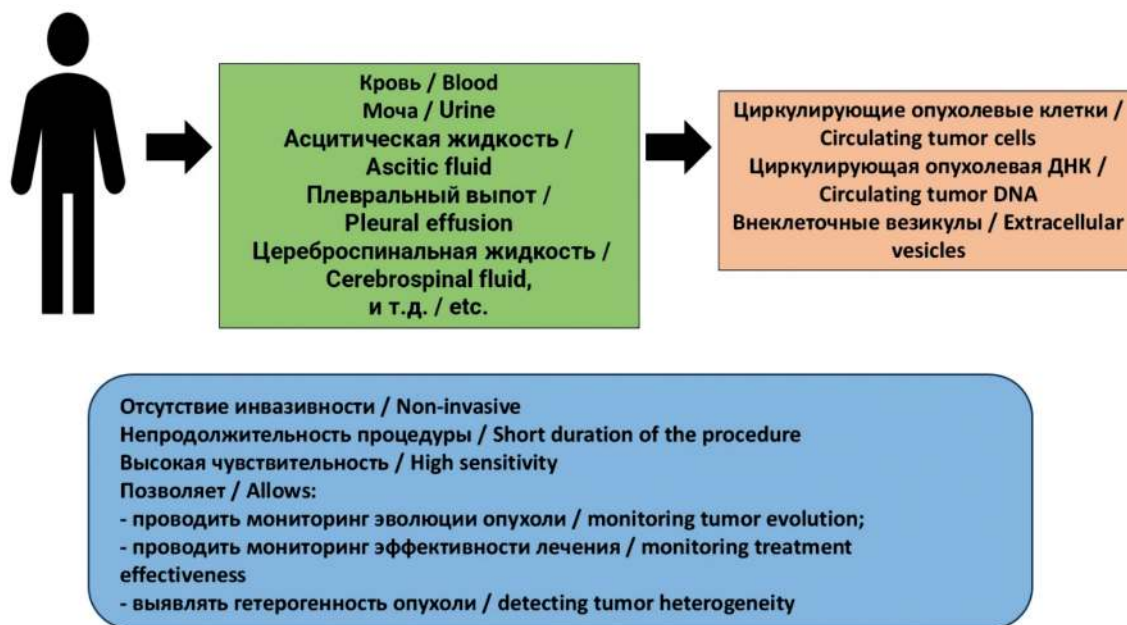 Кровь / Blood
Моча / Urine
Асцитическая жидкость /
Ascitic fluid
Плевральный выпот /
Pleural effusion
Цереброспинальная жидкость /
Cerebrospinal fluid,
и т.д. / etc.
Циркулирующие опухолевые клетки /
Circulating tumor cells
Циркулирующая опухолевая ДНК /
Circulating tumor DNA
Внеклеточные везикулы / Extracellular
vesicles
Отсутствие инвазивности / Non-invasive
Непродолжительность процедуры / Short duration of the procedure
Высокая чувствительность / High sensitivity
Позволяет / Allows:
- проводить мониторинг эволюции опухоли / monitoring tumor evolution;
- проводить мониторинг эффективности лечения / monitoring treatment
effectiveness
- выявлять гетерогенность опухоли / detecting tumor heterogeneity